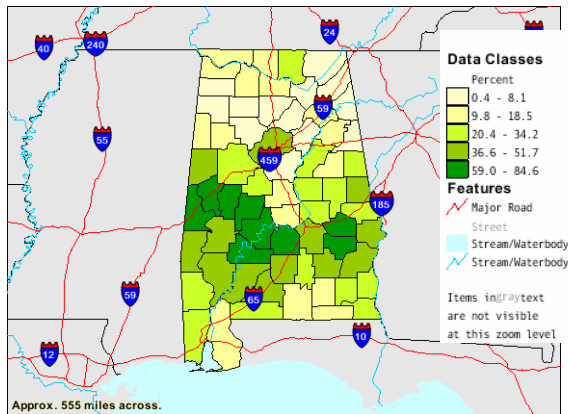 24
40
240
59
55
459
185
59
65
10
12
Approx. 555 miles across.
Data Classes
Percent
0.4 - 8.1
9.8 - 18.5
20.4 - 34.2
36.6 - 51.7
59.0 - 84.6
Features
Major Road
Street
Stream/Waterbody
Stream/Waterbody
Items in gray text
are not visible
at this zoom level